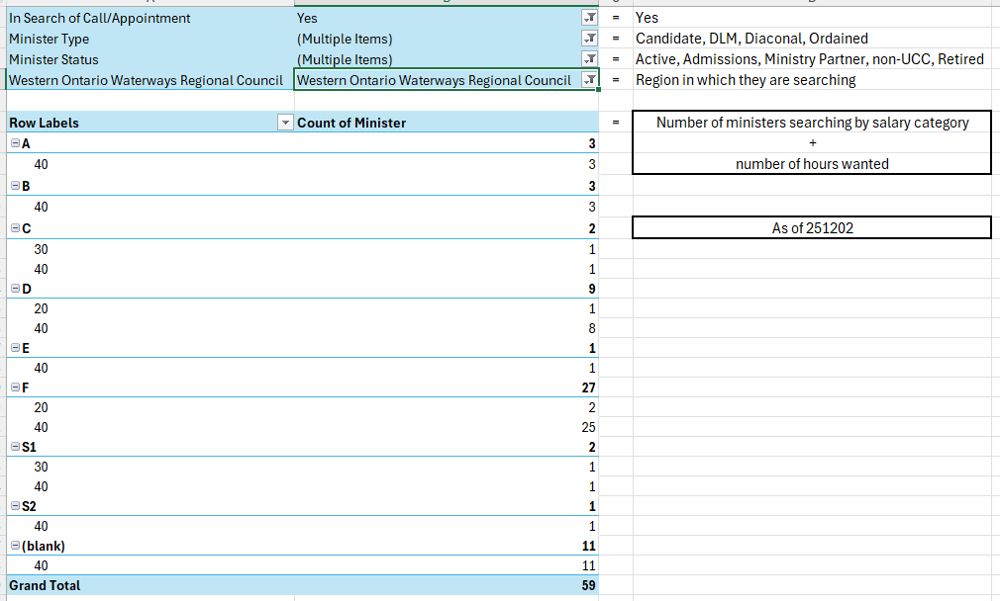 In Search of Call/Appointment Yes = Yes
Minister Type (Multiple Items) = Candidate, DLM, Diaconal, Ordained
Minister Status (Multiple Items) = Active, Admissions, Ministry Partner, non-UCC, Retired
Western Ontario Waterways Regional Council Western Ontario Waterways Regional Council = Region in which they are searching
Row Labels Count of Minister = Number of ministers searching by salary category
A 3 +
40 3 number of hours wanted
B 3
40 3
C 2 As of 251202
30 1
40 1
D 9
20 1
40 8
E 1
40 1
F 27
20 2
40 25
S1 2
30 1
40 1
S2 1
40 1
(blank) 11
40 11
Grand Total 59